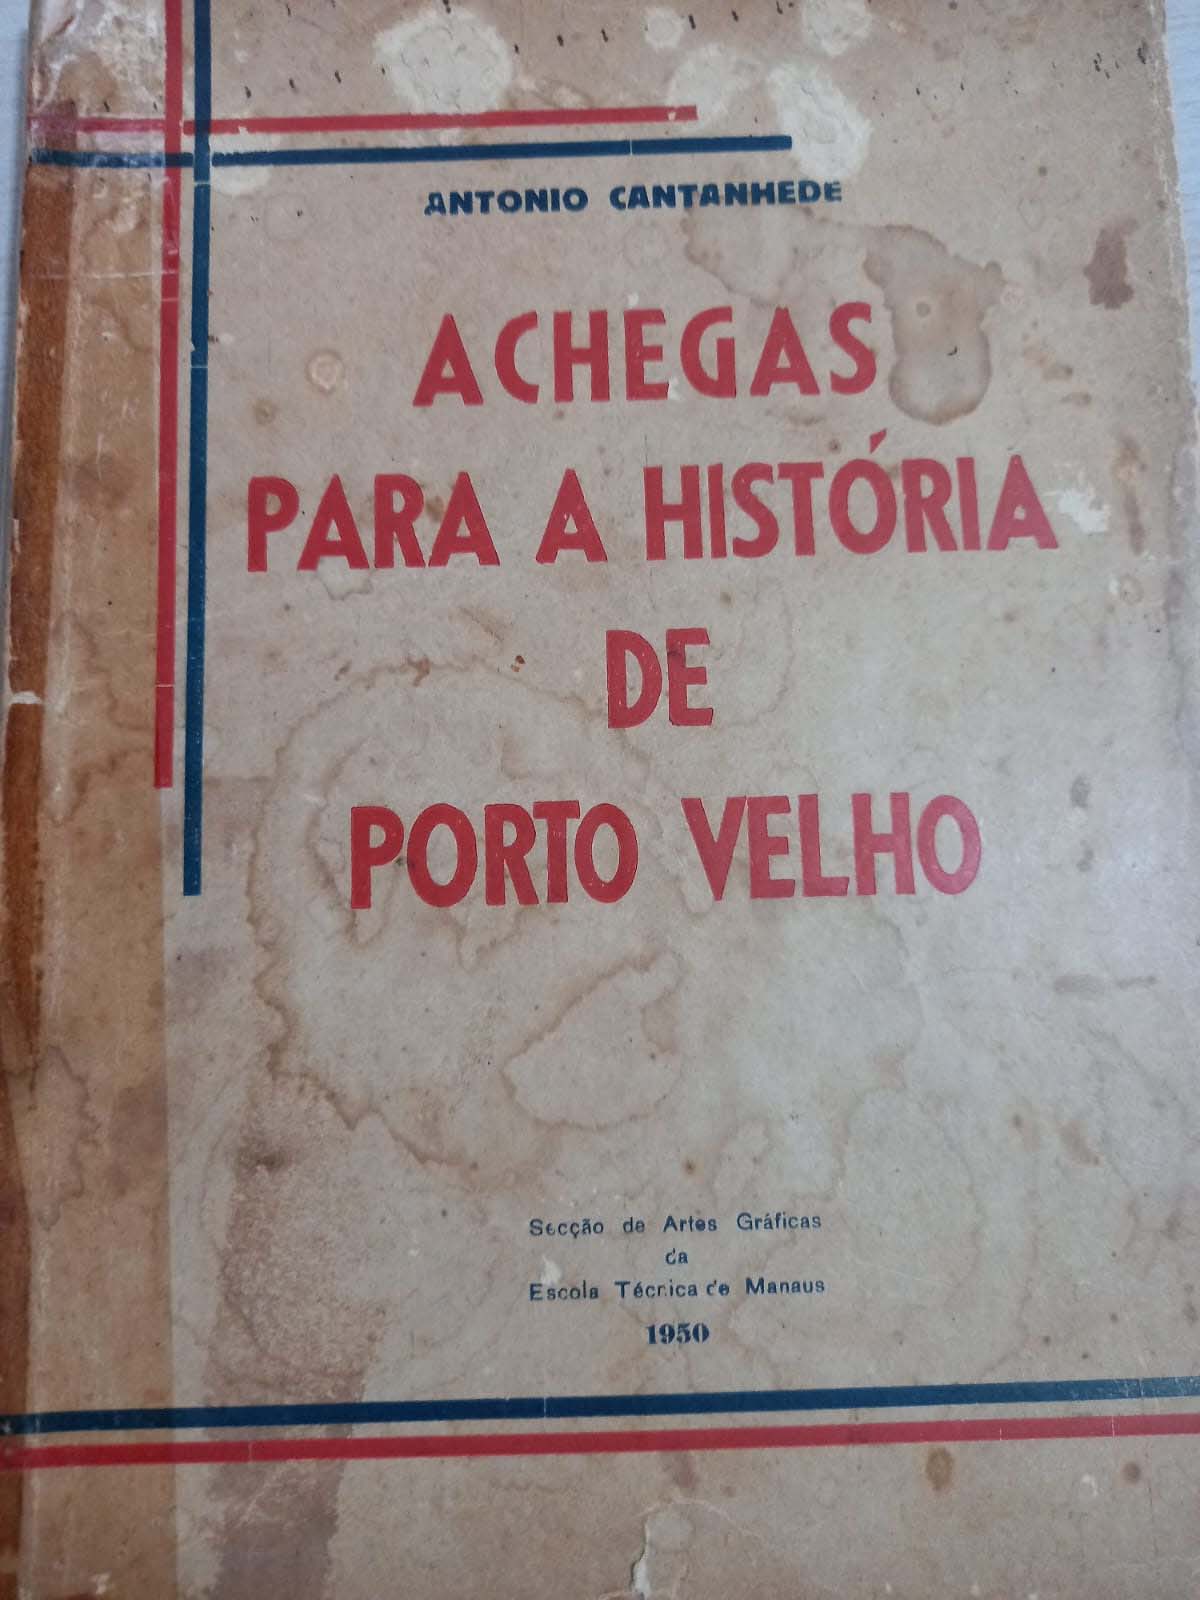 ANTONIO CANTANHEDE
ACHEGAS
PARA A HISTÓRIA
DE
PORTO VELHO
Secção de Artes Gráficas
da
Escola Técnica de Manaus
1950